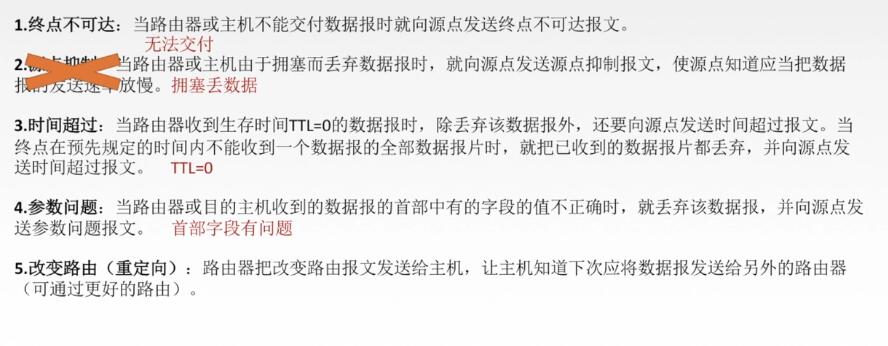 1.终点不可达：当路由器或主机不能交付数据报时就向源点发送终点不可达报文。
无法交付
2.源点抑制：当路由器或主机由于拥塞而丢弃数据报时，就向源点发送源点抑制报文，使源点知道应当把数据
报的发送速率放慢。拥塞丢数据
3.时间超过：当路由器收到生存时间TTL=0的数据报时，除丢弃该数据报外，还要向源点发送时间超过报文。当
终点在预先规定的时间内不能收到一个数据报的全部数据报片时，就把已收到的数据报片都丢弃，并向源点发
送时间超过报文。 TTL=0
4.参数问题：当路由器或目的主机收到的数据报的首部中有的字段的值不正确时，就丢弃该数据报，并向源点发
送参数问题报文。 首部字段有问题
5.改变路由（重定向）：路由器把改变路由报文发送给主机，让主机知道下次应将数据报发送给另外的路由器
（可通过更好的路由）。